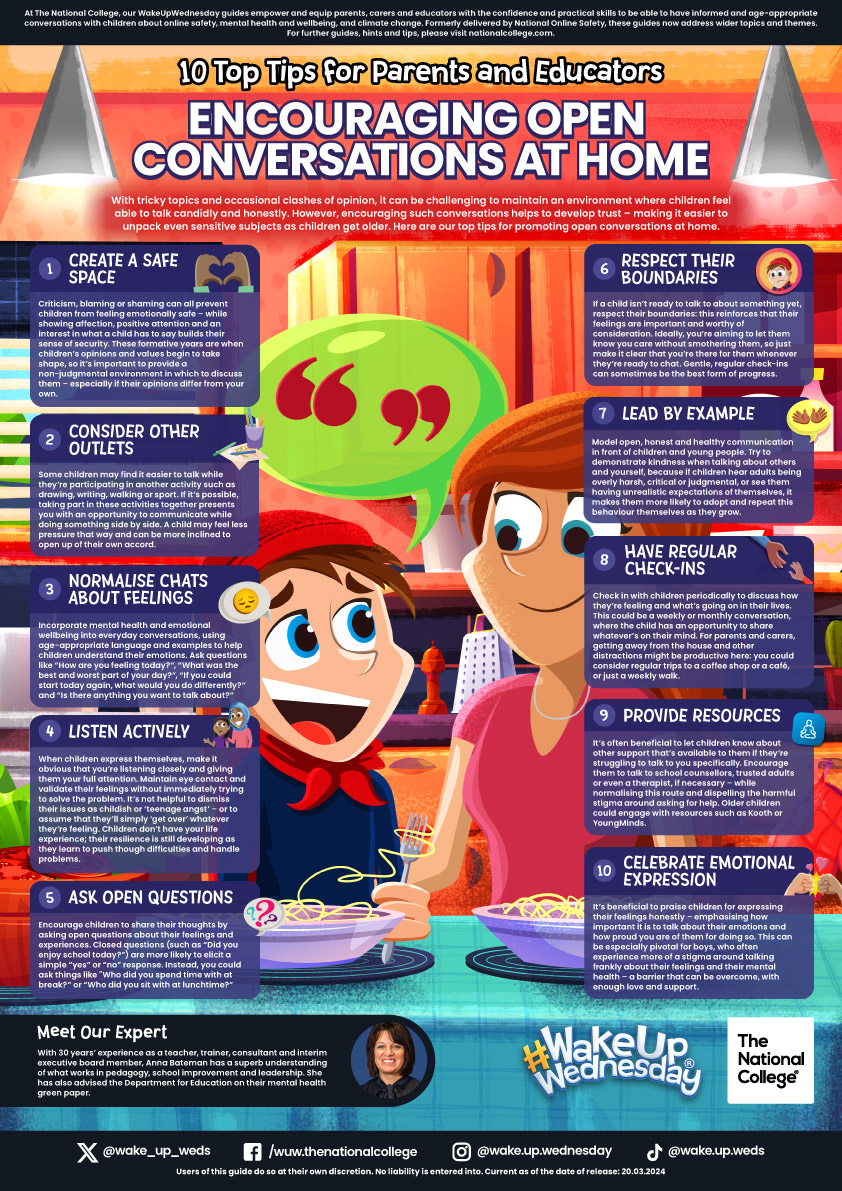 At The National College, our WakeUpWednesday guides empower and equip parents, carers and educators with the confidence and practical skills to be able to have informed and age-appropriate
conversations with children about online safety, mental health and wellbeing, and climate change. Formerly delivered by National Online Safety, these guides now address wider topics and themes.
For further guides, hints and tips, please visit nationalcollege.com.
10 Top Tips for Parents and Educators
ENCOURAGING OPEN
CONVERSATIONS AT HOME
With tricky topics and occasional clashes of opinion, it can be challenging to maintain an environment where children feel
able to talk candidly and honestly. However, encouraging such conversations helps to develop trust – making it easier to
unpack even sensitive subjects as children get older. Here are our top tips for promoting open conversations at home.
1 CREATE A SAFE
SPACE
Criticism, blaming or shaming can all prevent
children from feeling emotionally safe – while
showing affection, positive attention and an
interest in what a child has to say builds their
sense of security. These formative years are when
children's opinions and values begin to take
shape, so it's important to provide a
non-judgmental environment in which to discuss
them – especially if their opinions differ from your
own.
2 CONSIDER OTHER
OUTLETS
Some children may find it easier to talk while
they're participating in another activity such as
drawing, writing, walking or sport. If it's possible,
taking part in these activities together presents
you with an opportunity to communicate while
doing something side by side. A child may feel less
pressure that way and can be more inclined to
open up of their own accord.
3 NORMALISE CHATS
ABOUT FEELINGS
Incorporate mental health and emotional
wellbeing into everyday conversations, using
age-appropriate language and examples to help
children understand their emotions. Ask questions
like "How are you feeling today?", "What was the
best and worst part of your day?", "If you could
start today again, what would you do differently?"
and "Is there anything you want to talk about?"
4 LISTEN ACTIVELY
When children express themselves, make it
obvious that you're listening closely and giving
them your full attention. Maintain eye contact and
validate their feelings without immediately trying
to solve the problem. It's not helpful to dismiss
their issues as childish or 'teenage angst' – or to
assume that they'll simply 'get over' whatever
they're feeling. Children don't have your life
experience; their resilience is still developing as
they learn to push though difficulties and handle
problems.
5 ASK OPEN QUESTIONS
Encourage children to share their thoughts by
asking open questions about their feelings and
experiences. Closed questions (such as "Did you
enjoy school today?") are more likely to elicit a
simple "yes" or "no" response. Instead, you could
ask things like "Who did you spend time with at
break?" or "Who did you sit with at lunchtime?"
6 RESPECT THEIR
BOUNDARIES
If a child isn't ready to talk to about something yet,
respect their boundaries: this reinforces that their
feelings are important and worthy of
consideration. Ideally, you're aiming to let them
know you care without smothering them, so just
make it clear that you're there for them whenever
they're ready to chat. Gentle, regular check-ins
can sometimes be the best form of progress.
7 LEAD BY EXAMPLE
Model open, honest and healthy communication
in front of children and young people. Try to
demonstrate kindness when talking about others
and yourself, because if children hear adults being
overly harsh, critical or judgmental, or see them
having unrealistic expectations of themselves, it
makes them more likely to adopt and repeat this
behaviour themselves as they grow.
8 HAVE REGULAR
CHECK-INS
Check in with children periodically to discuss how
they're feeling and what's going on in their lives.
This could be a weekly or monthly conversation,
where the child has an opportunity to share
whatever's on their mind. For parents and carers,
getting away from the house and other
distractions might be productive here: you could
consider regular trips to a coffee shop or a café,
or just a weekly walk.
9 PROVIDE RESOURCES
It's often beneficial to let children know about
other support that's available to them if they're
struggling to talk to you specifically. Encourage
them to talk to school counsellors, trusted adults
or even a therapist, if necessary – while
normalising this route and dispelling the harmful
stigma around asking for help. Older children
could engage with resources such as Kooth or
YoungMinds.
10 CELEBRATE EMOTIONAL
EXPRESSION
It's beneficial to praise children for expressing
their feelings honestly – emphasising how
important it is to talk about their emotions and
how proud you are of them for doing so. This can
be especially pivotal for boys, who often
experience more of a stigma around talking
frankly about their feelings and their mental
health – a barrier that can be overcome, with
enough love and support.
Meet Our Expert
With 30 years' experience as a teacher, trainer, consultant and interim
executive board member, Anna Bateman has a superb understanding
of what works in pedagogy, school improvement and leadership. She
has also advised the Department for Education on their mental health
green paper.
#WakeUp
Wednesday®
The
National
College®
@wake_up_weds
/wuw.thenationalcollege
@wake.up.wednesday
@wake.up.weds
Users of this guide do so at their own discretion. No liability is entered into. Current as of the date of release: 20.03.2024